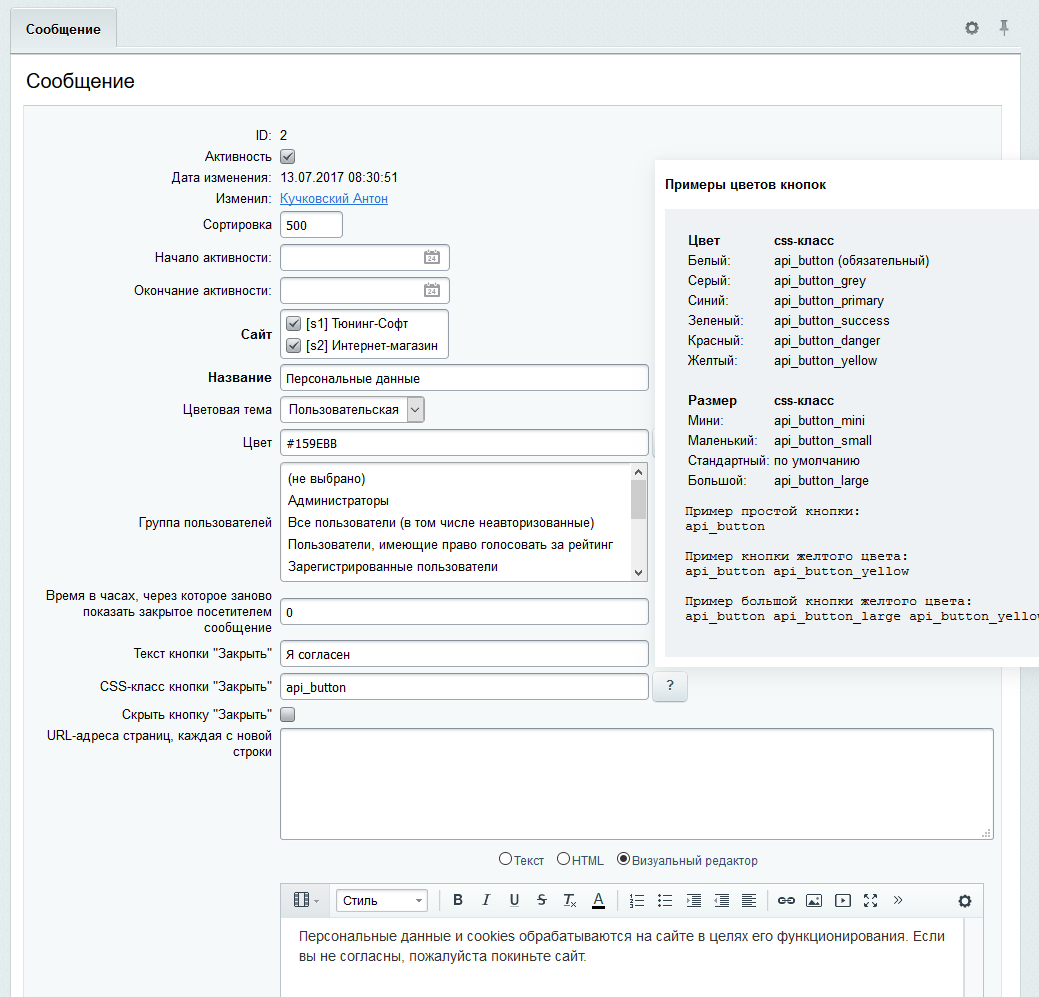 Сообщение
Сообщение
ID: 2
Активность
Дата изменения: 13.07.2017 08:30:51
Изменил: Кучковский Антон
Сортировка 500
Начало активности:
24
Окончание активности:
24
Сайт
[s1] Тюнинг-Софт
[s2] Интернет-магазин
Название Персональные данные
Цветовая тема Пользовательская
Цвет #159EBB
Группа пользователей
(не выбрано)
Администраторы
Все пользователи (в том числе неавторизованные)
Пользователи, имеющие право голосовать за рейтинг
Зарегистрированные пользователи
Время в часах, через которое заново
показать закрытое посетителем
сообщение
0
Текст кнопки "Закрыть" Я согласен
CSS-класс кнопки "Закрыть" api_button ?
Скрыть кнопку "Закрыть"
URL-адреса страниц, каждая с новой
строки
Текст HTML Визуальный редактор
Стиль B I U S Tx A »
Персональные данные и cookies обрабатываются на сайте в целях его функционирования. Если
вы не согласны, пожалуйста покиньте сайт.
Примеры цветов кнопок
Цвет css-класс
Белый: api_button (обязательный)
Серый: api_button_grey
Синий: api_button_primary
Зеленый: api_button_success
Красный: api_button_danger
Желтый: api_button_yellow
Размер css-класс
Мини: api_button_mini
Маленький: api_button_small
Стандартный: по умолчанию
Большой: api_button_large
Пример простой кнопки:
api_button
Пример кнопки желтого цвета:
api_button api_button_yellow
Пример большой кнопки желтого цвета:
api_button api_button_large api_button_yello